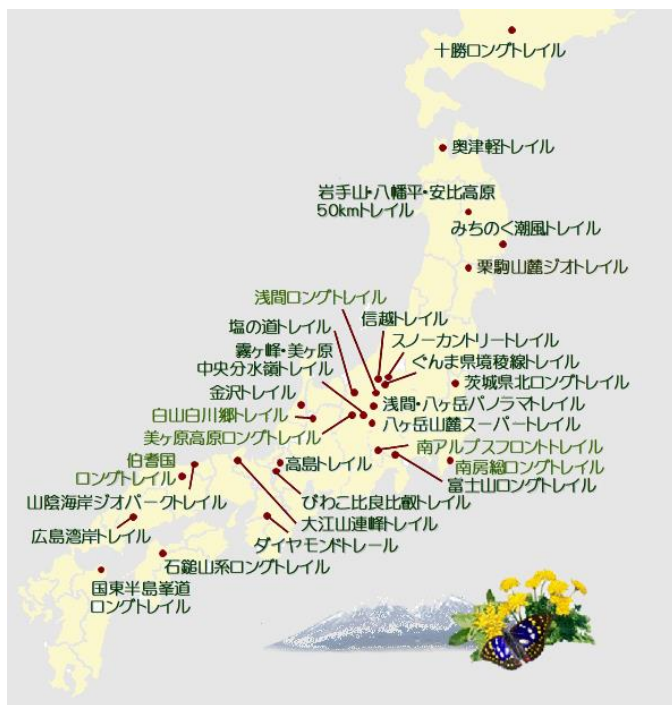 十勝ロングトレイル
奥津軽トレイル
岩手山・八幡平・安比高原
50kmトレイル
みちのく潮風トレイル
栗駒山麓ジオトレイル
浅間ロングトレイル
信越トレイル
塩の道トレイル
スノーカントリートレイル
霧ヶ峰・美ヶ原
中央分水嶺トレイル
ぐんま県境稜線トレイル
茨城県北ロングトレイル
金沢トレイル
浅間・八ヶ岳パノラマトレイル
白山白川郷トレイル
八ヶ岳山麓スーパートレイル
美ヶ原高原ロングトレイル
南アルプスフロントトレイル
伯耆国
ロングトレイル
高島トレイル
南房総ロングトレイル
富士山ロングトレイル
山陰海岸ジオパークトレイル
びわこ比良比叡トレイル
大江山連峰トレイル
広島湾岸トレイル
ダイヤモンドトレール
石鎚山系ロングトレイル
国東半島峯道
ロングトレイル